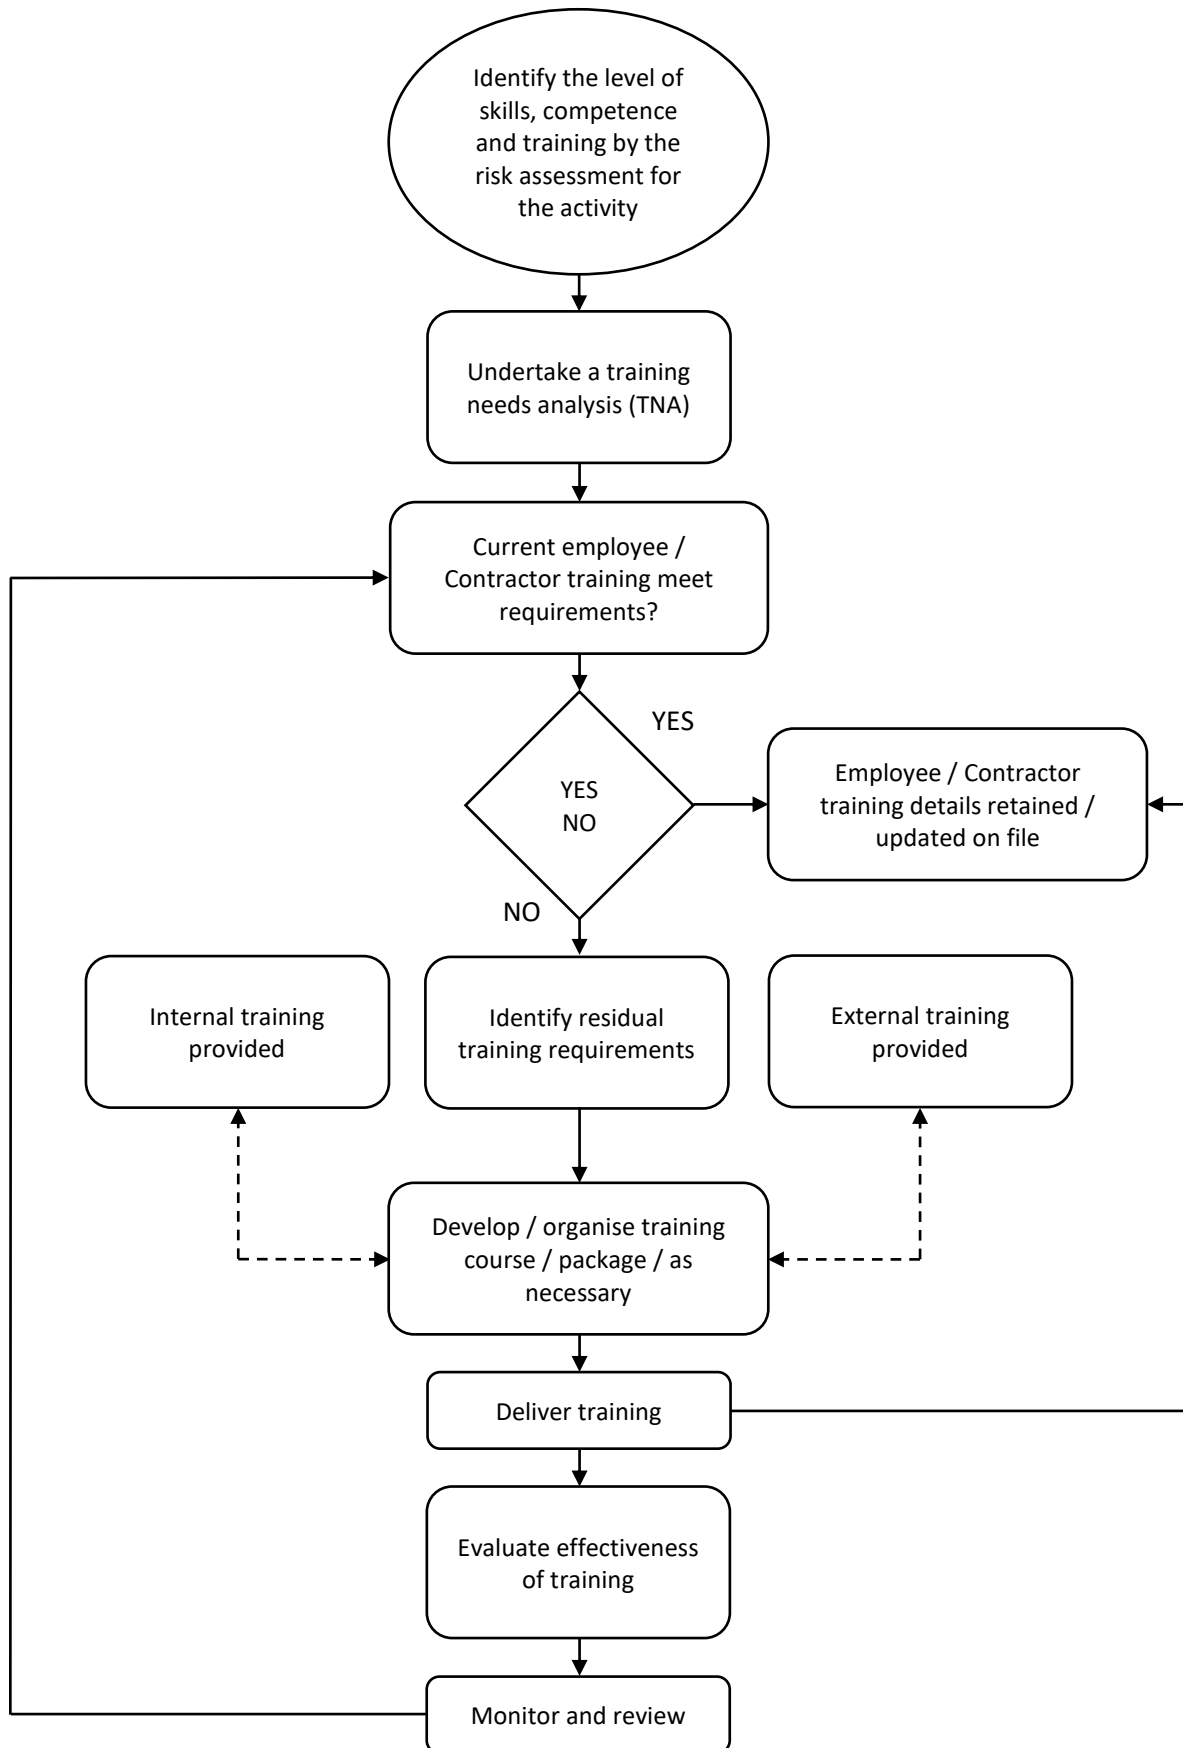 Identify the level of
skills, competence
and training by the
risk assessment for
the activity
Undertake a training
needs analysis (TNA)
Current employee /
Contractor training meet
requirements?
YES
YES
NO
Employee / Contractor
training details retained /
updated on file
NO
Internal training
provided
Identify residual
training requirements
External training
provided
Develop / organise training
course / package / as
necessary
Deliver training
Evaluate effectiveness
of training
Monitor and review